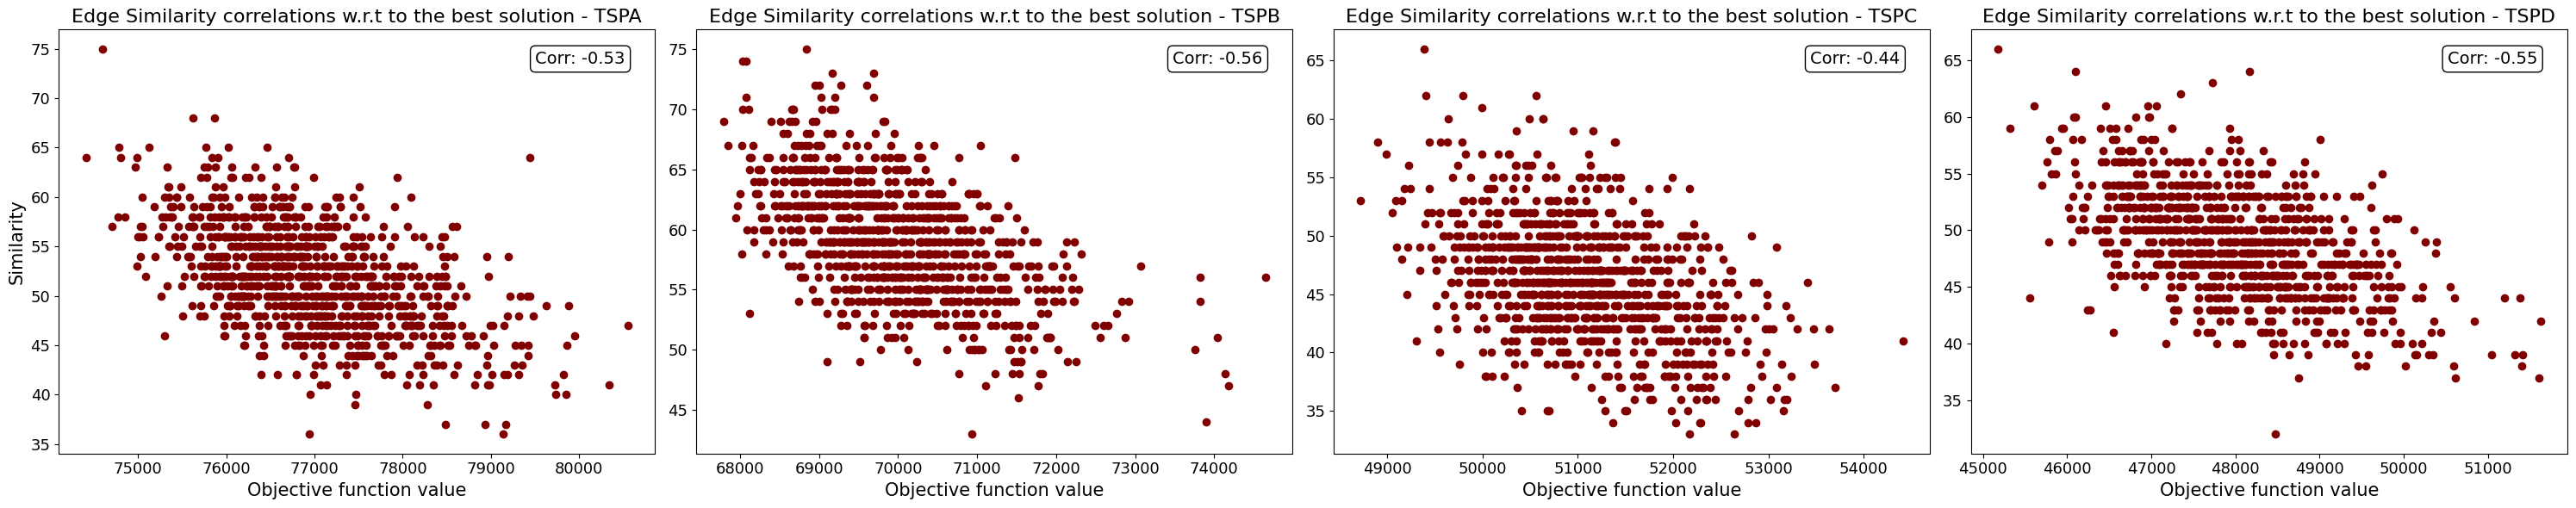 Edge Similarity correlations w.r.t to the best solution - TSPA
Corr: -0.53
75
70
65
60
55
50
45
40
35
Similarity
75000 76000 77000 78000 79000 80000
Objective function value
Edge Similarity correlations w.r.t to the best solution - TSPB
Corr: -0.56
75
70
65
60
55
50
45
68000 69000 70000 71000 72000 73000 74000
Objective function value
Edge Similarity correlations w.r.t to the best solution - TSPC
Corr: -0.44
65
60
55
50
45
40
35
49000 50000 51000 52000 53000 54000
Objective function value
Edge Similarity correlations w.r.t to the best solution - TSPD
Corr: -0.55
65
60
55
50
45
40
35
45000 46000 47000 48000 49000 50000 51000
Objective function value